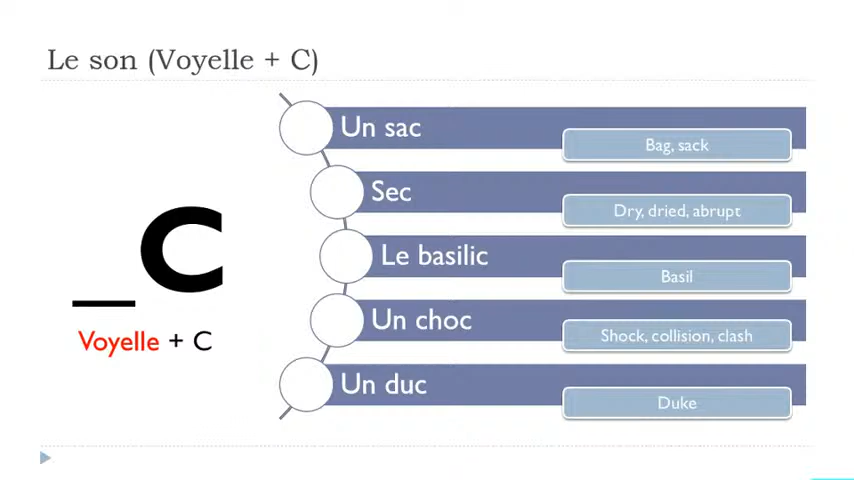 Le son (Voyelle + C)
_C
Voyelle + C
Un sac
Bag, sack
Sec
Dry, dried, abrupt
Le basilic
Basil
Un choc
Shock, collision, clash
Un duc
Duke